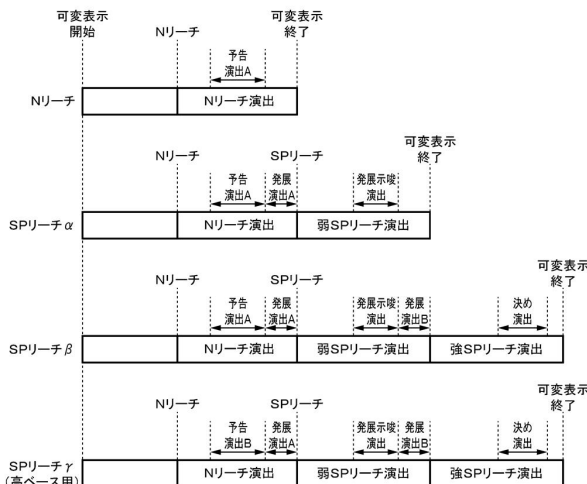 可変表示
開始
Nリーチ
可変表示
終了
予告
演出A
Nリーチ
Nリーチ演出
可変表示
終了
Nリーチ
SPリーチ
予告
演出A
発展
演出A
発展示唆
演出
SPリーチα
Nリーチ演出
弱SPリーチ演出
可変表示
終了
Nリーチ
SPリーチ
予告
演出A
発展
演出A
発展示唆
演出
発展
演出B
決め
演出
SPリーチβ
Nリーチ演出
弱SPリーチ演出
強SPリーチ演出
可変表示
終了
Nリーチ
SPリーチ
予告
演出B
発展
演出A
発展示唆
演出
発展
演出B
決め
演出
SPリーチγ
(高ベース用)
Nリーチ演出
弱SPリーチ演出
強SPリーチ演出